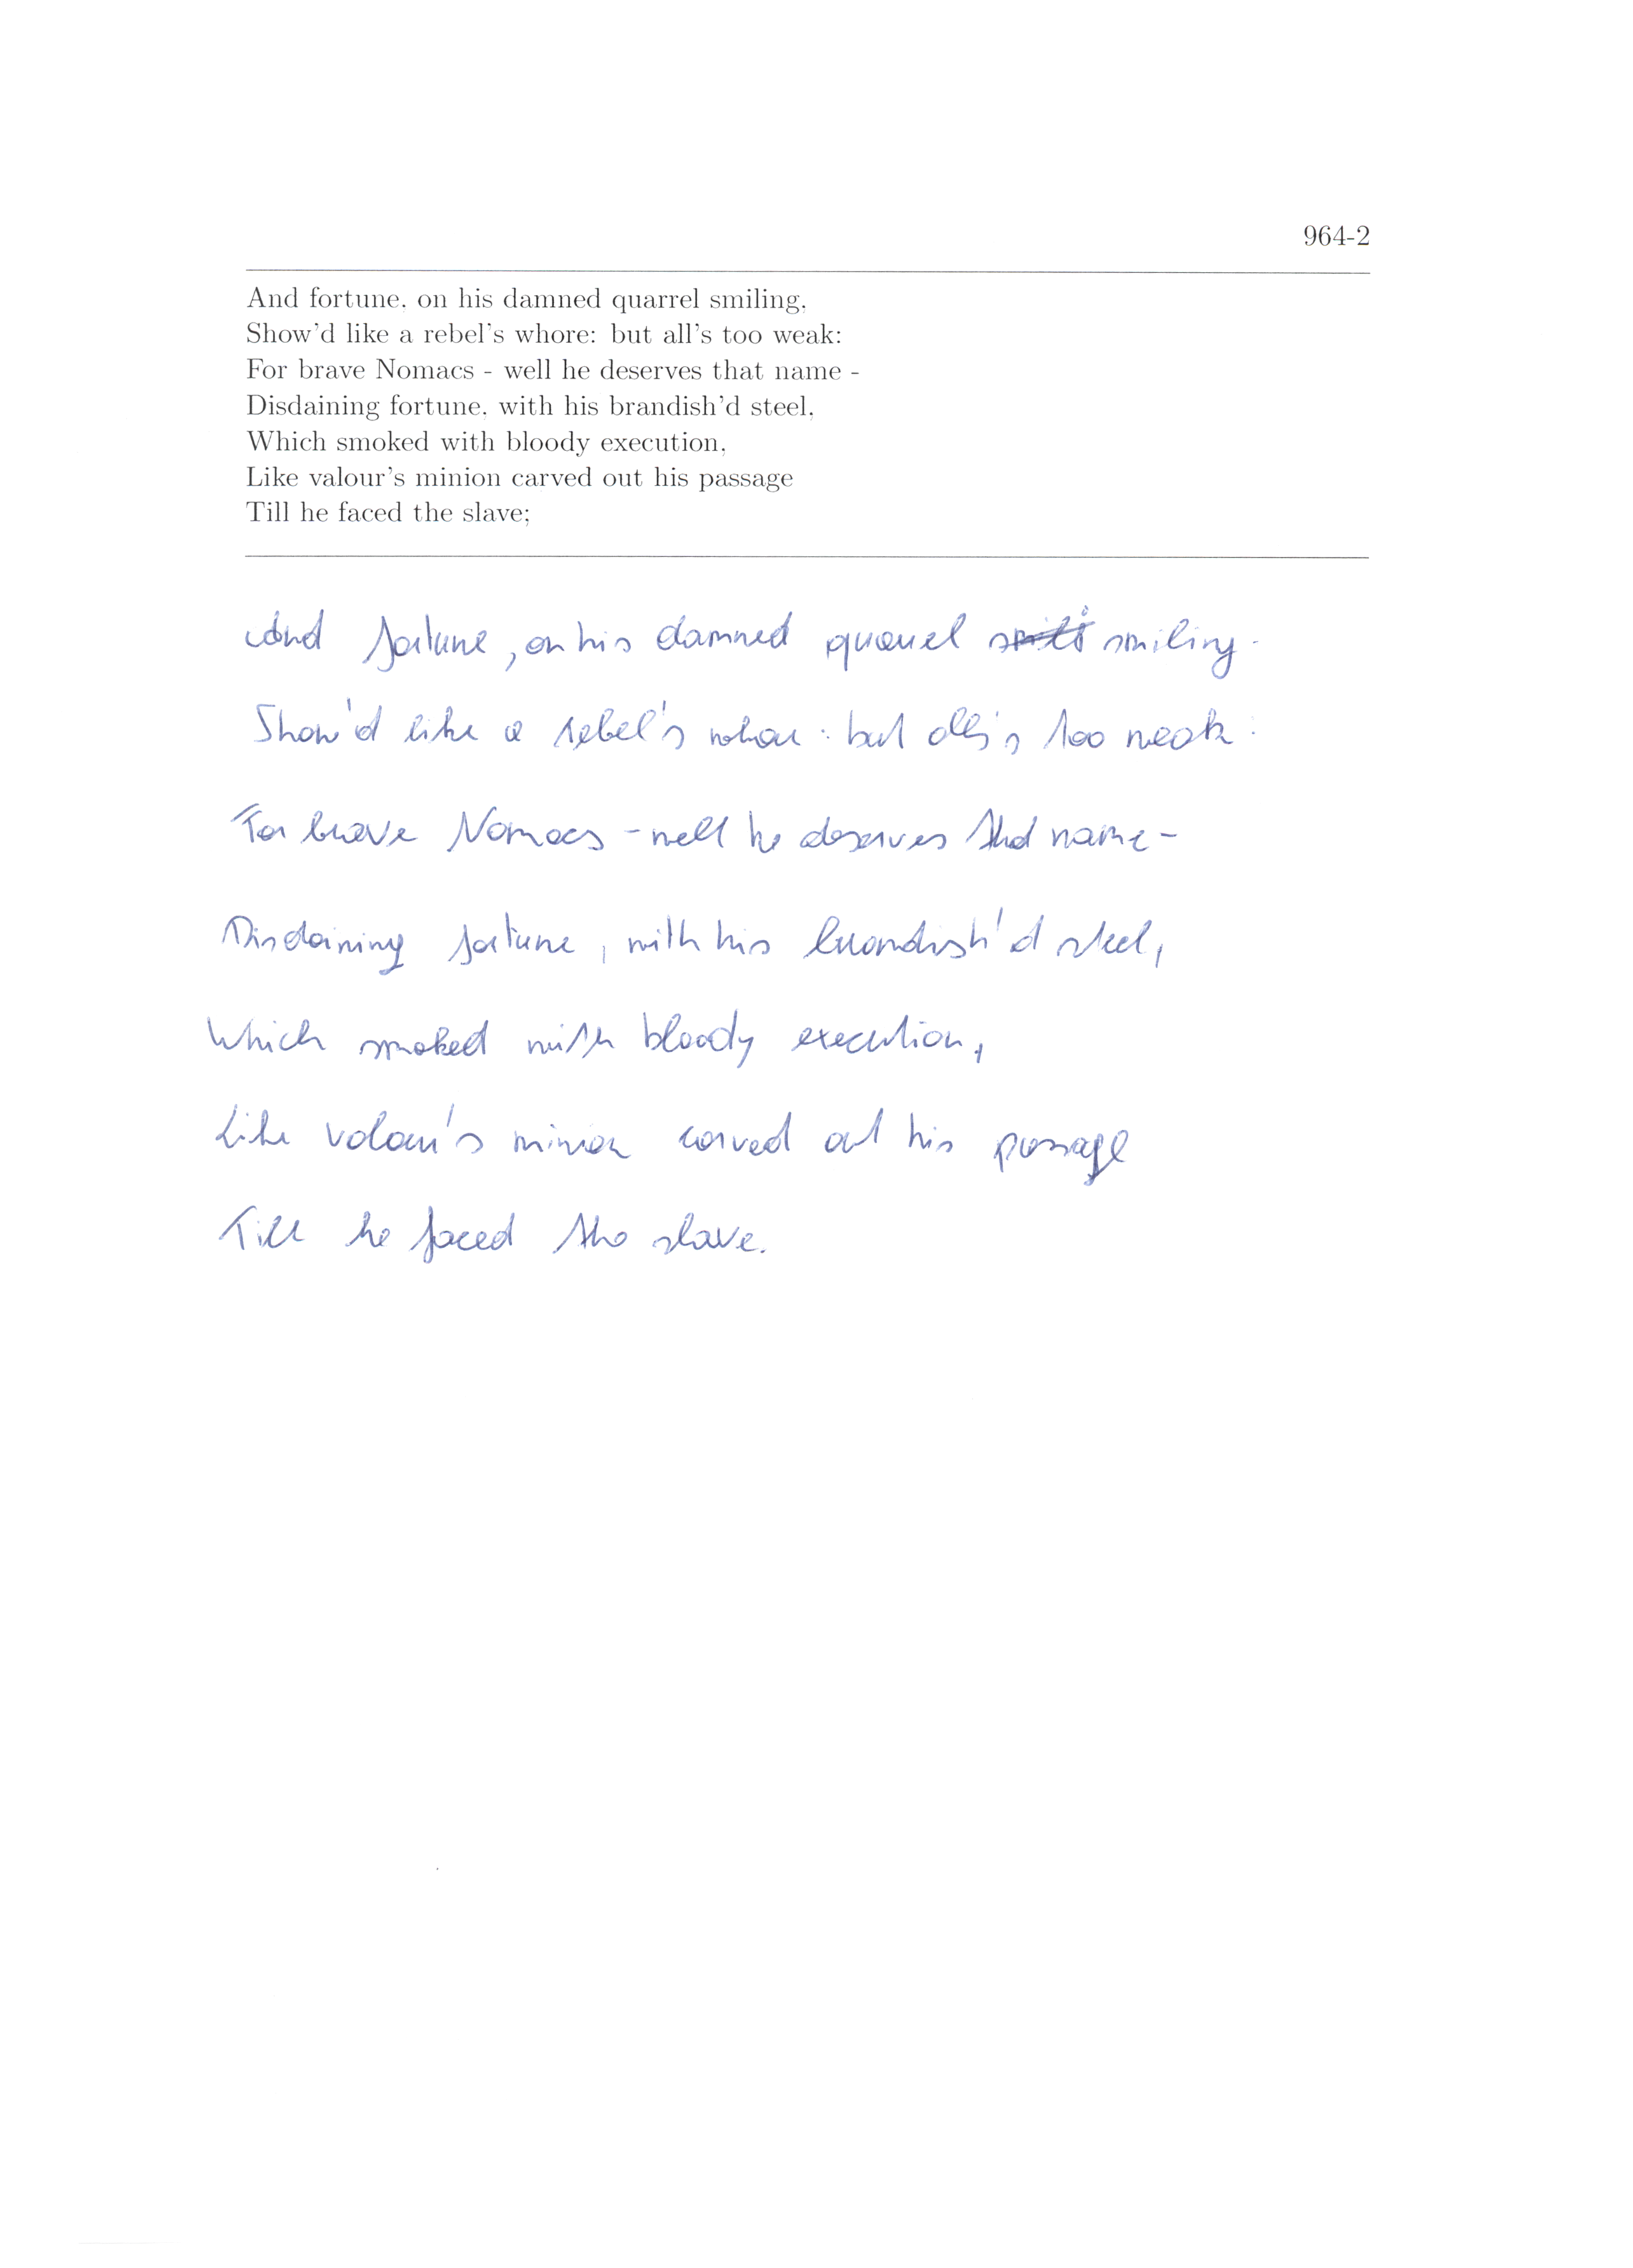 964-2
And fortune, on his damned quarrel smiling,
Show'd like a rebel's whore: but all's too weak:
For brave Nomacs - well he deserves that name -
Disdaining fortune, with his brandish'd steel,
Which smoked with bloody execution,
Like valour's minion carved out his passage
Till he faced the slave;
And fortune, on his damned quarrel smiling.
Show'd like a rebel's whore: but all's too weak:
For brave Nomacs - well he deserves that name -
Disdaining fortune, with his brandish'd steel,
Which smoked with bloody execution,
Like valour's minion carved out his passage
Till he faced the slave.